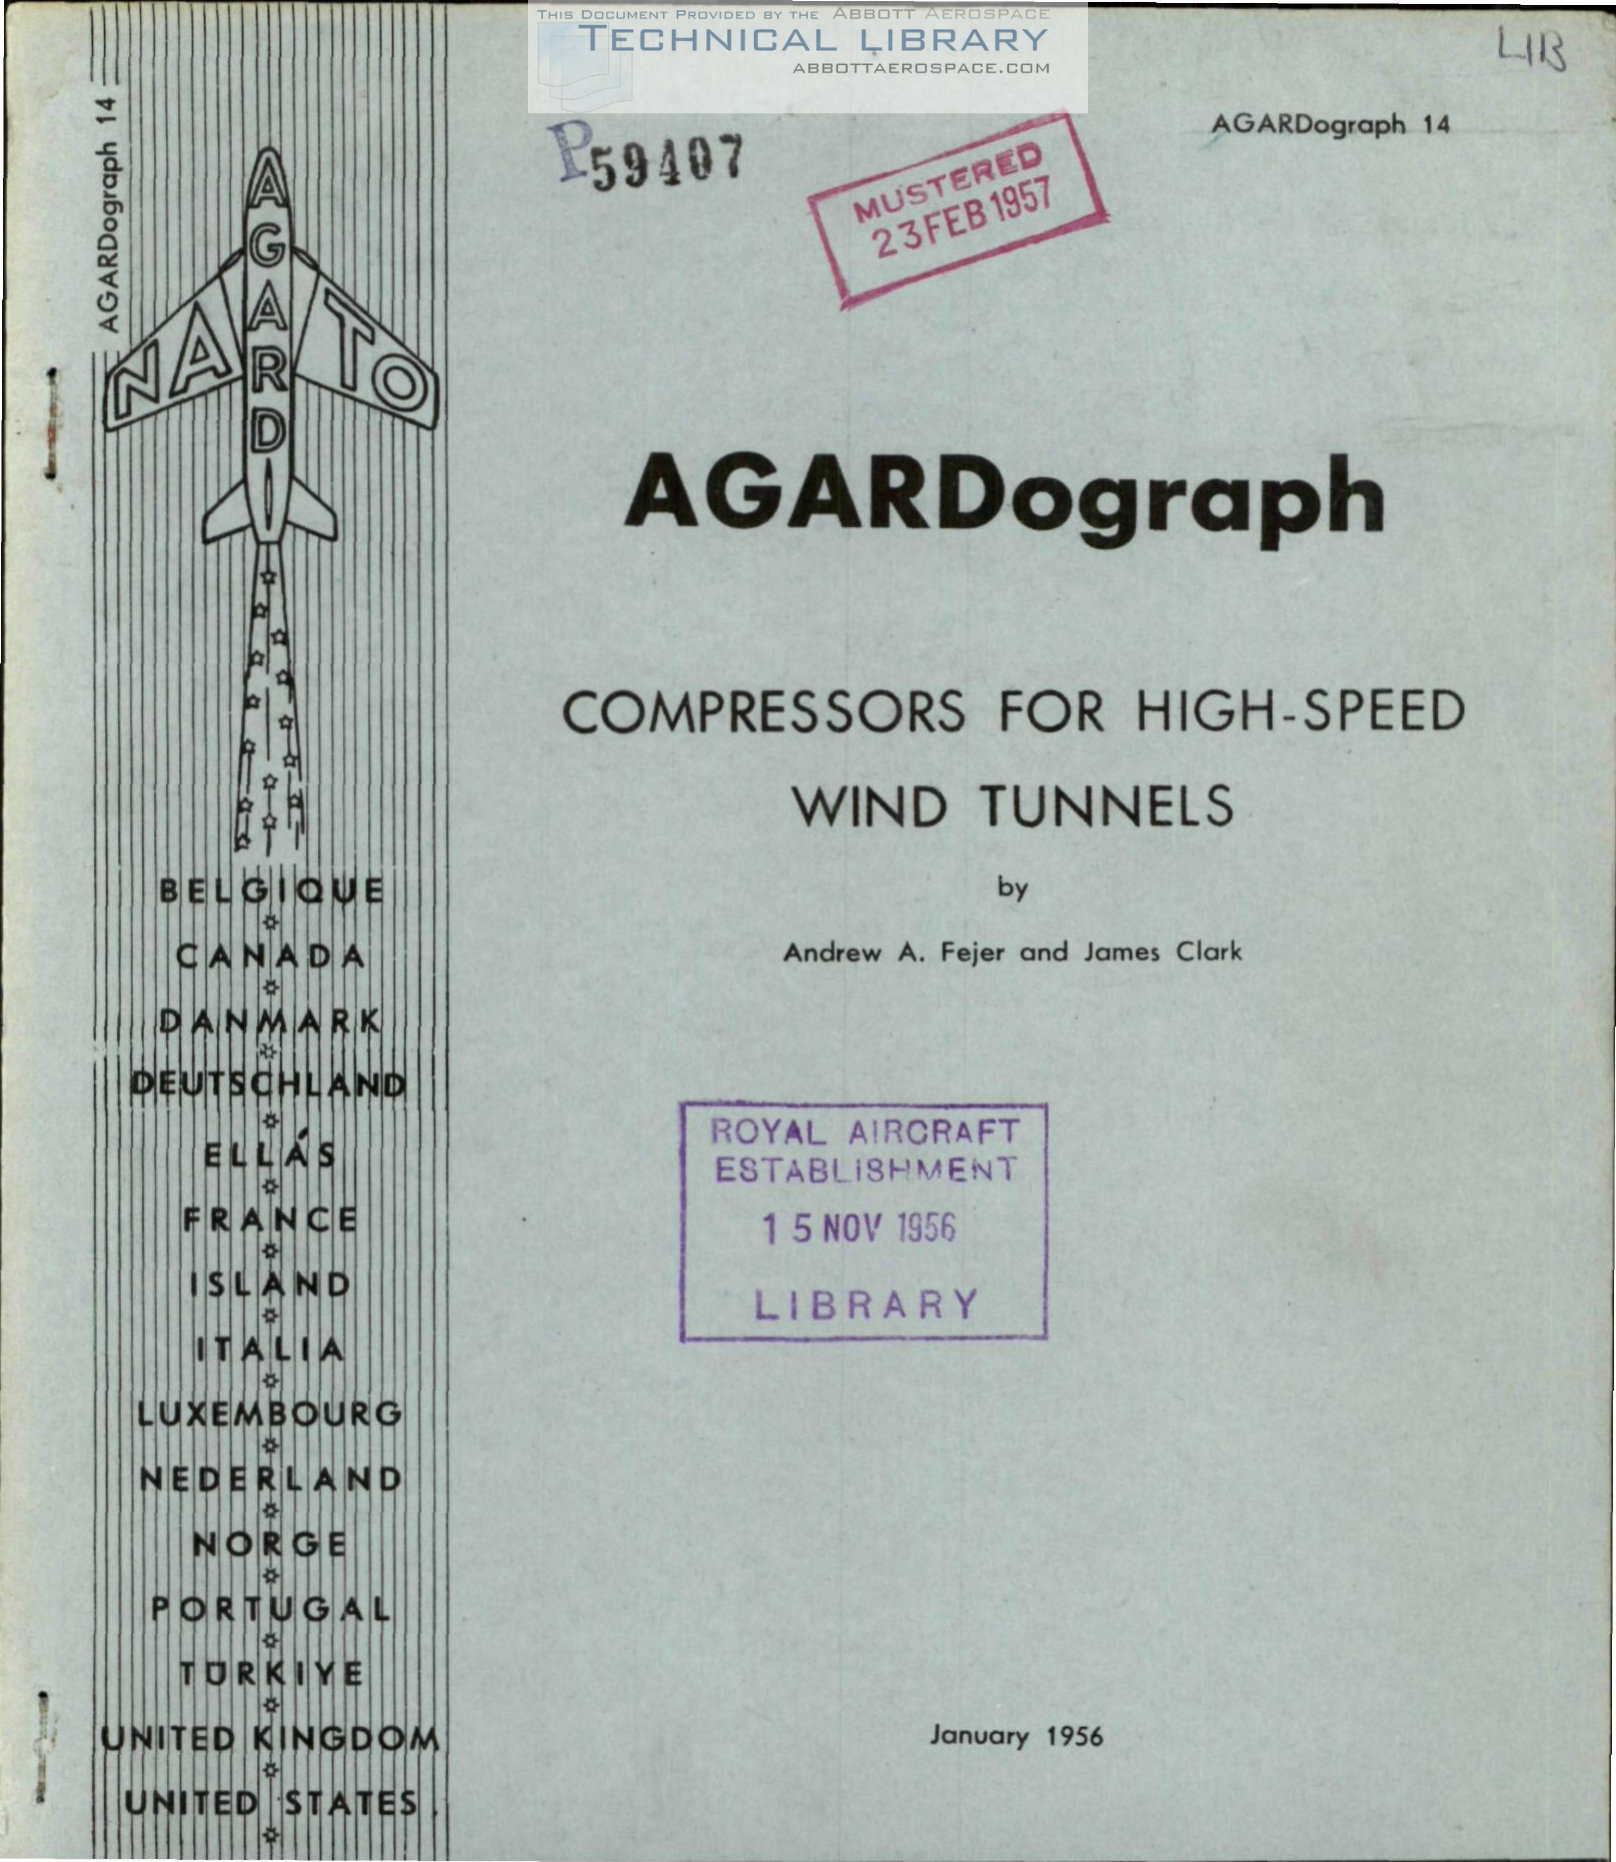 THIS DOCUMENT PROVIDED BY THE ABBOTT AEROSPACE
TECHNICAL LIBRARY
ABBOTTAEROSPACE.COM
LIB
AGARDograph 14
P59407
MUSTERED
23 FEB 1957
AGARDograph 14
AGARD
NATO
AGARDograph
COMPRESSORS FOR HIGH-SPEED
WIND TUNNELS
by
Andrew A. Fejer and James Clark
ROYAL AIRCRAFT
ESTABLISHMENT
15 NOV 1956
LIBRARY
January 1956
BELGIQUE
CANADA
DANMARK
DEUTSCHLAND
ELLÁS
FRANCE
ISLAND
ITALIA
LUXEMBOURG
NEDERLAND
NORGE
PORTUGAL
TÜRKIYE
UNITED KINGDOM
UNITED STATES